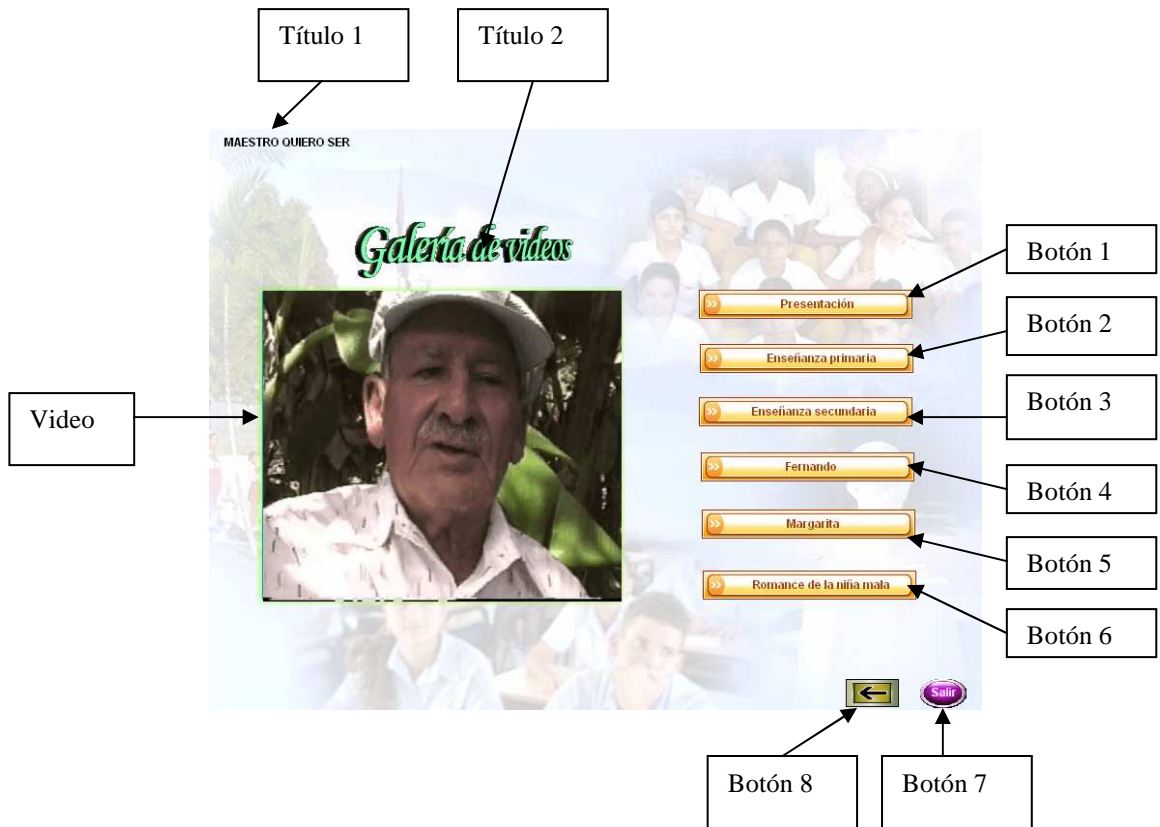 Título 1
Título 2
MAESTRO QUIERO SER
Galería de videos
Botón 1
Presentación
Botón 2
Enseñanza primaria
Botón 3
Enseñanza secundaria
Video
Fernando
Botón 4
Margarita
Botón 5
Romance de la niña mala
Botón 6
Salir
Botón 8
Botón 7